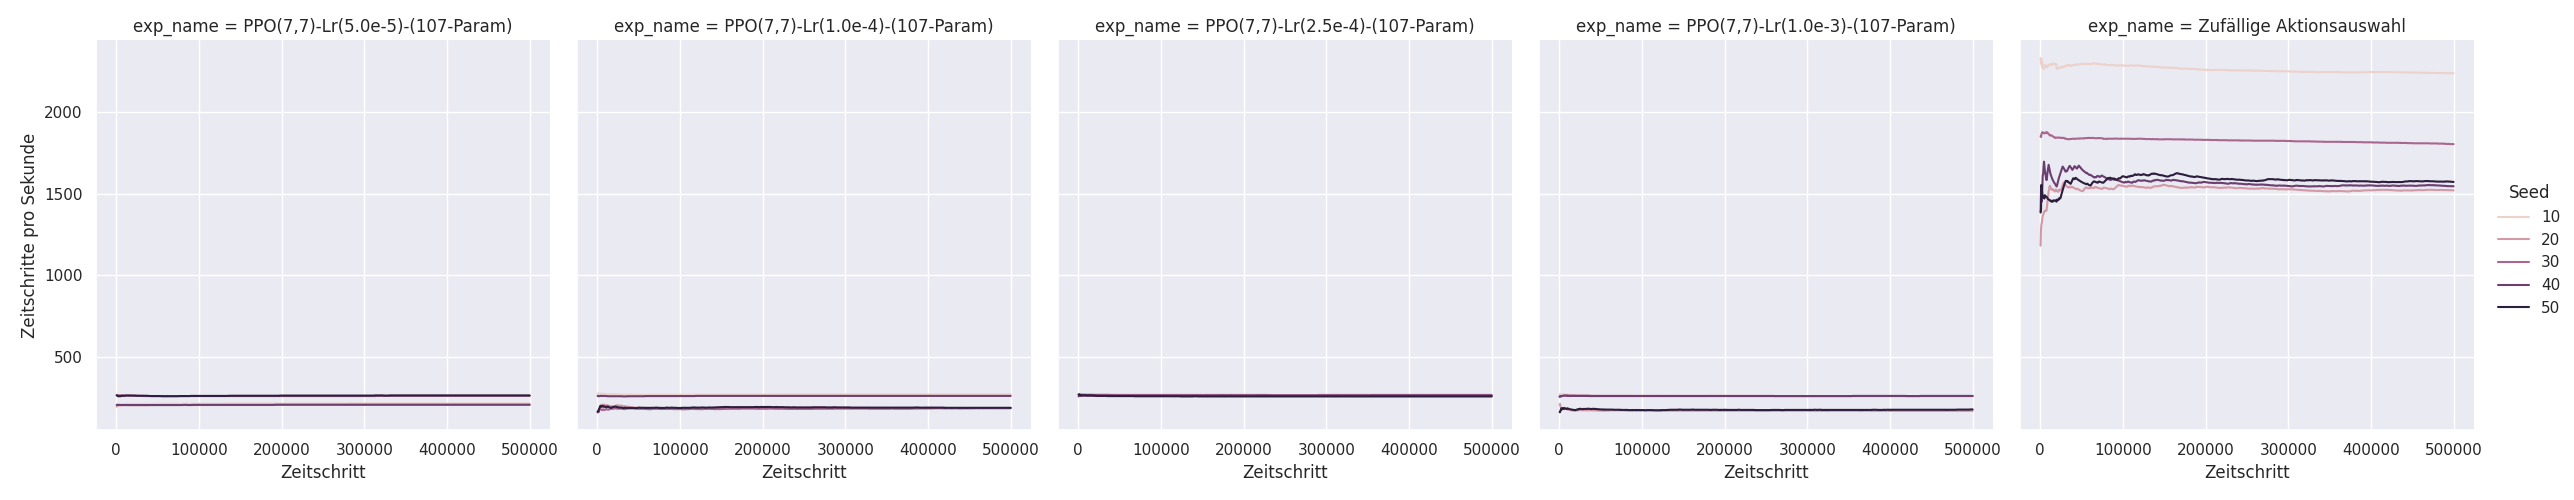 exp_name = PPO(7,7)-Lr(5.0e-5)-(107-Param)
exp_name = PPO(7,7)-Lr(1.0e-4)-(107-Param)
exp_name = PPO(7,7)-Lr(2.5e-4)-(107-Param)
exp_name = PPO(7,7)-Lr(1.0e-3)-(107-Param)
exp_name = Zufällige Aktionsauswahl
Zeitschritte pro Sekunde
2000
1500
1000
500
0 100000 200000 300000 400000 500000
Zeitschritt
0 100000 200000 300000 400000 500000
Zeitschritt
0 100000 200000 300000 400000 500000
Zeitschritt
0 100000 200000 300000 400000 500000
Zeitschritt
0 100000 200000 300000 400000 500000
Zeitschritt
Seed
10
20
30
40
50